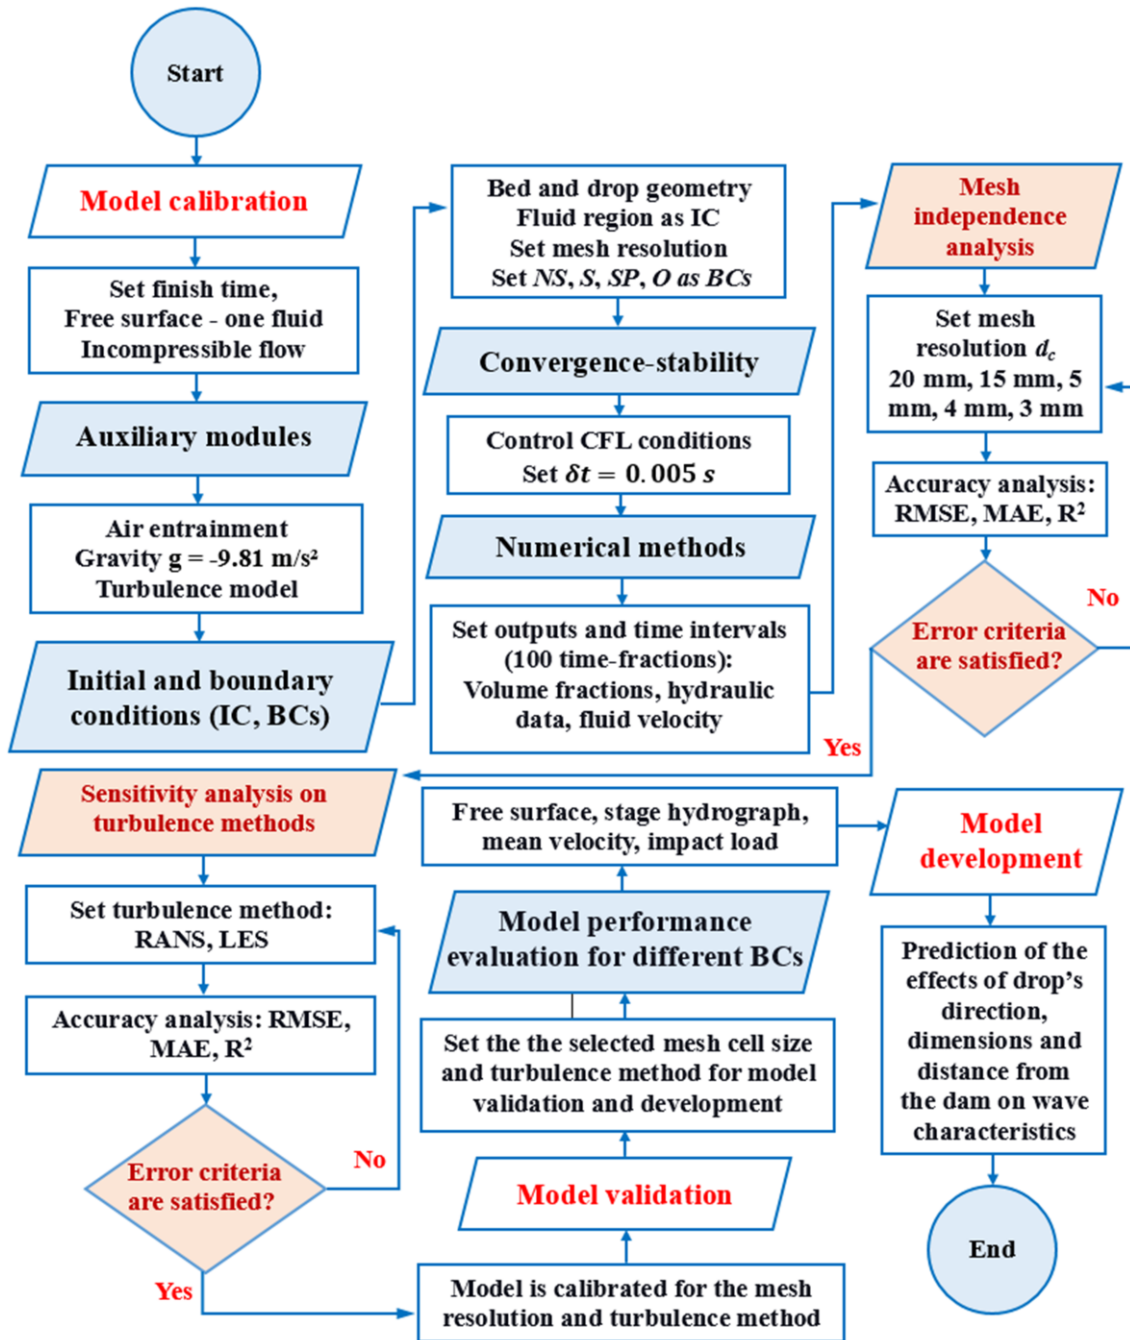 Start
Model calibration
Set finish time,
Free surface - one fluid
Incompressible flow
Auxiliary modules
Air entrainment
Gravity g = -9.81 m/s²
Turbulence model
Initial and boundary
conditions (IC, BCs)
Bed and drop geometry
Fluid region as IC
Set mesh resolution
Set NS, S, SP, O as BCs
Convergence-stability
Control CFL conditions
Set δt = 0.005 s
Numerical methods
Set outputs and time intervals
(100 time-fractions):
Volume fractions, hydraulic
data, fluid velocity
Mesh
independence
analysis
Set mesh
resolution d_c
20 mm, 15 mm, 5
mm, 4 mm, 3 mm
Accuracy analysis:
RMSE, MAE, R²
Error criteria
are satisfied?
No
Yes
Sensitivity analysis on
turbulence methods
Set turbulence method:
RANS, LES
Accuracy analysis: RMSE,
MAE, R²
Error criteria
are satisfied?
No
Yes
Model is calibrated for the mesh
resolution and turbulence method
Model validation
Set the the selected mesh cell size
and turbulence method for model
validation and development
Model performance
evaluation for different BCs
Free surface, stage hydrograph,
mean velocity, impact load
Model
development
Prediction of the
effects of drop's
direction,
dimensions and
distance from
the dam on wave
characteristics
End